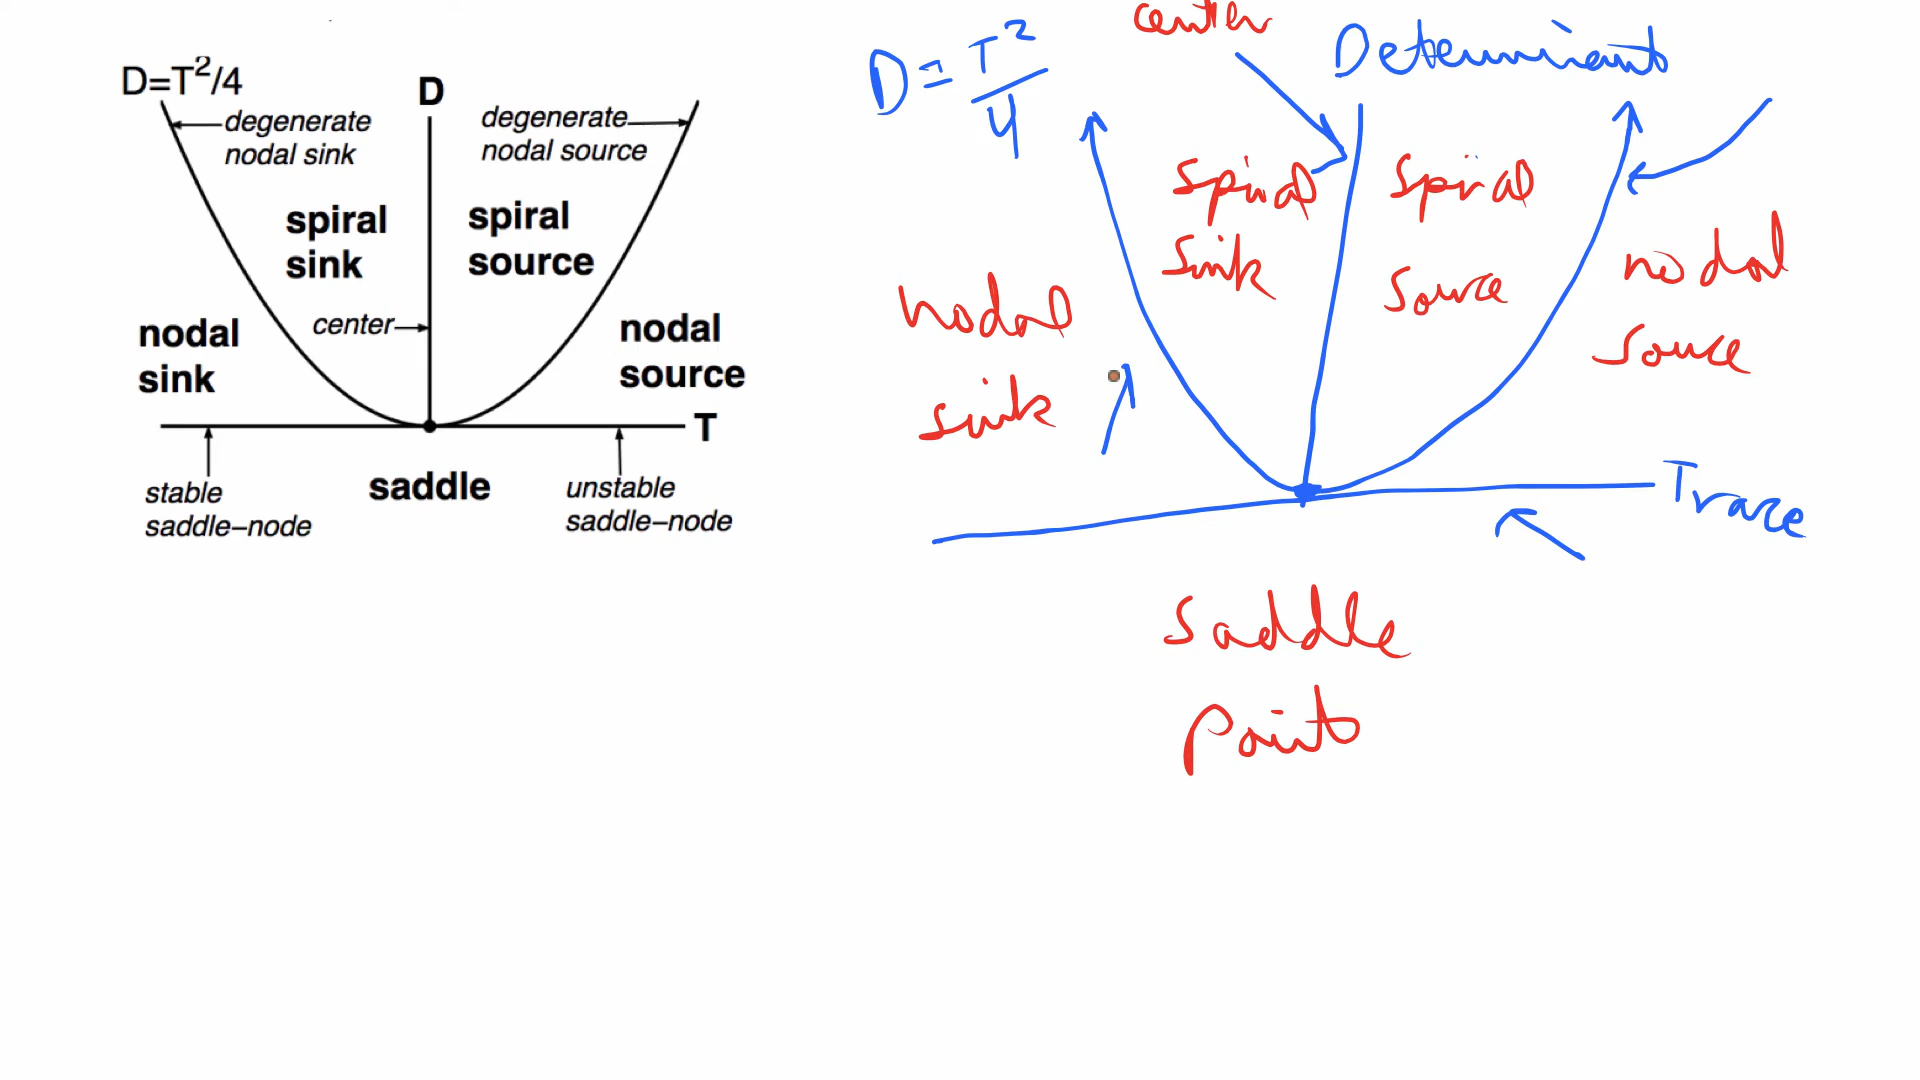 D=T²/4
D
degenerate
nodal sink
degenerate
nodal source
spiral
sink
spiral
source
center
nodal
sink
nodal
source
T
stable
saddle–node
saddle
unstable
saddle–node
center
D = T²/4
Determinant
spiral
sink
spiral
source
nodal
sink
nodal
souce
Trace
saddle
point